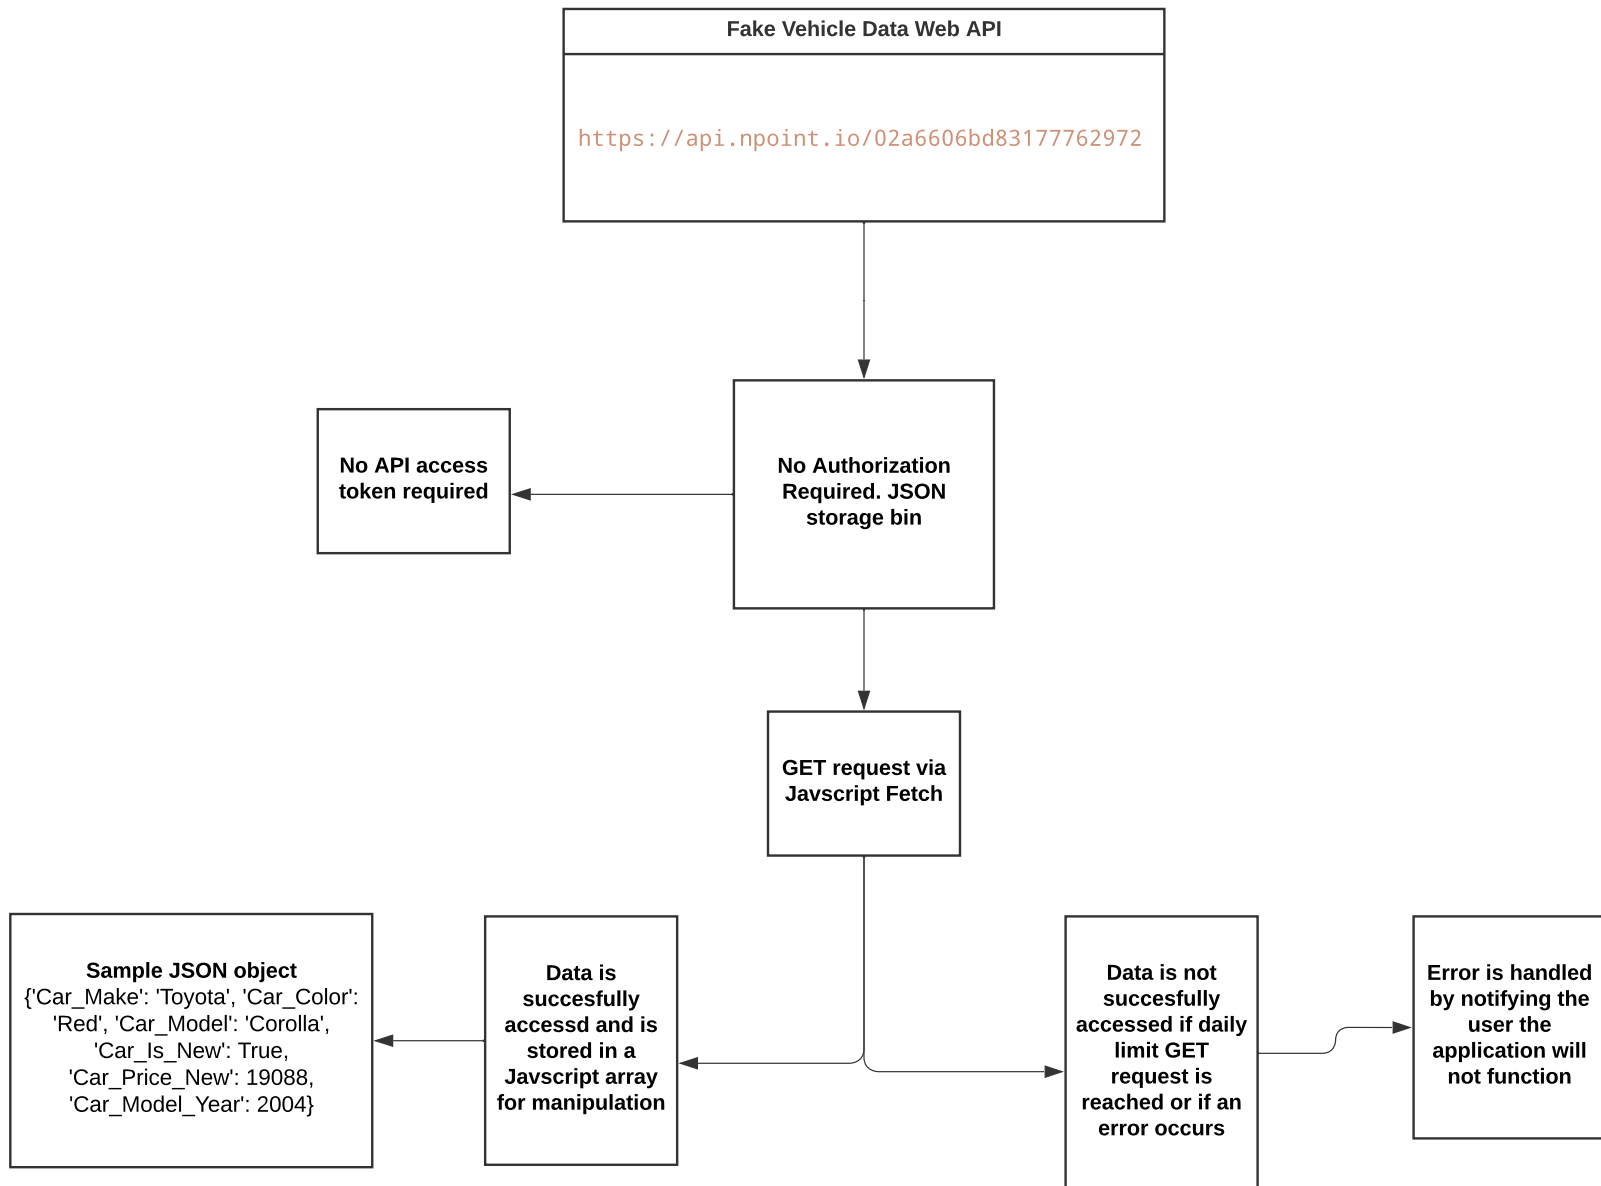 Fake Vehicle Data Web API
https://api.npoint.io/02a6606bd83177762972
No API access
token required
No Authorization
Required. JSON
storage bin
GET request via
Javscript Fetch
Sample JSON object
{'Car_Make': 'Toyota', 'Car_Color':
'Red', 'Car_Model': 'Corolla',
'Car_Is_New': True,
'Car_Price_New': 19088,
'Car_Model_Year': 2004}
Data is
succesfully
accessd and is
stored in a
Javscript array
for manipulation
Data is not
succesfully
accessed if daily
limit GET
request is
reached or if an
error occurs
Error is handled
by notifying the
user the
application will
not function